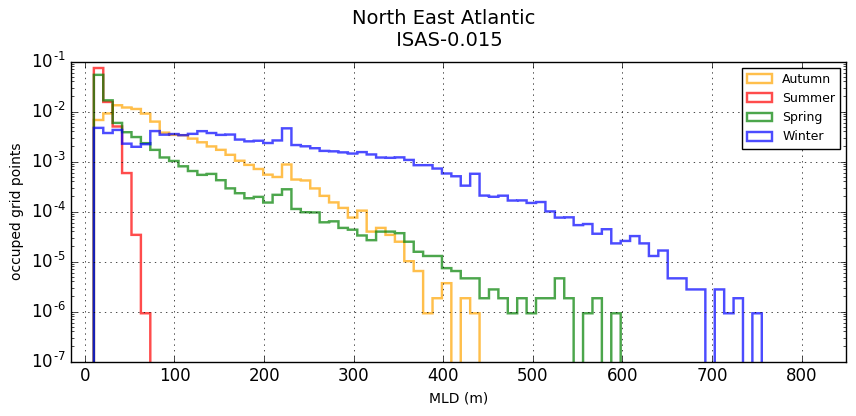 North East Atlantic
ISAS-0.015
10^-1
10^-2
10^-3
10^-4
10^-5
10^-6
10^-7
occuped grid points
0 100 200 300 400 500 600 700 800
MLD (m)
Autumn
Summer
Spring
Winter